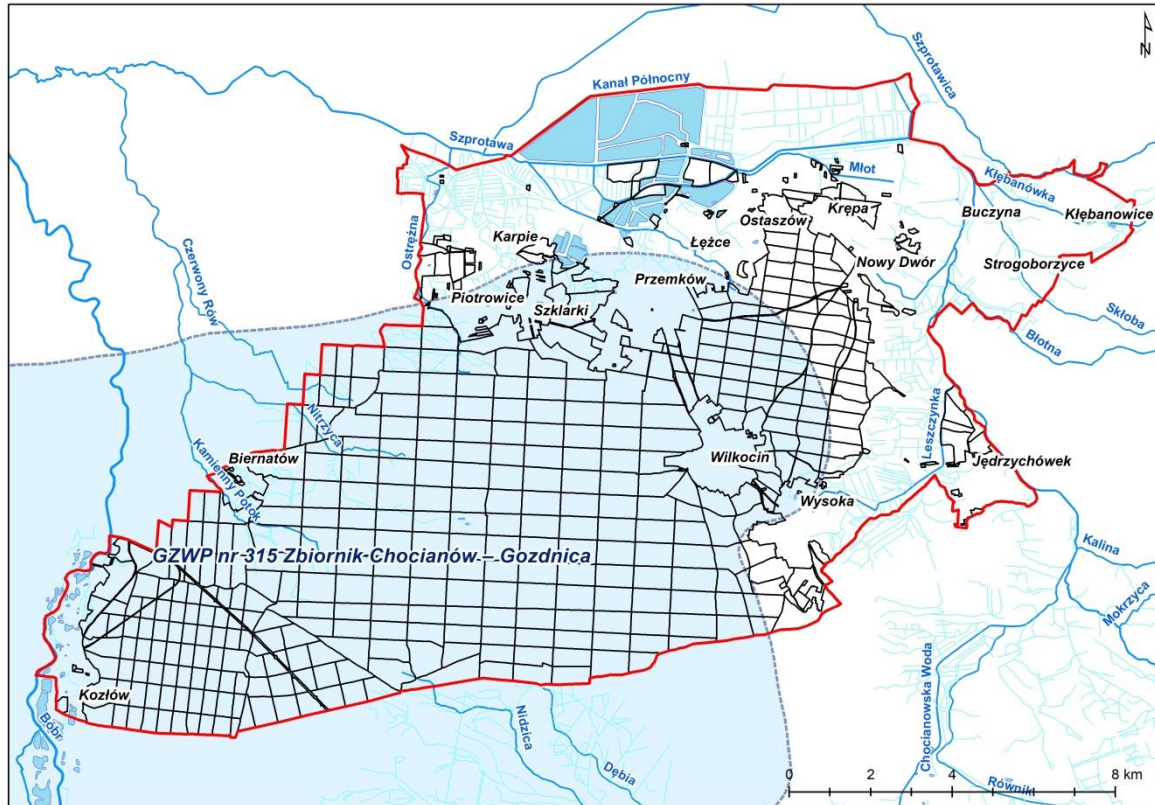 N
Szprotawica
Kanał Północny
Szprotawa
Młot
Kłębanówka
Ostrężna
Krępa
Buczyna
Kłębanowice
Ostaszów
Karpie
Łężce
Czerwony Rów
Nowy Dwór
Strogoborzyce
Przemków
Piotrowice
Szklarki
Skłoba
Błotna
Nitrzyca
Leszczynka
Biernatów
Wilkocin
Jędrzychówek
Kamienny Potok
Wysoka
GZWP nr 315 Zbiornik Chocianów – Gozdnica
Kalina
Mokrzyca
Kozłów
Bóbr
Nidzica
Chocianowska Woda
Dębia
Równik
0 2 4 8 km